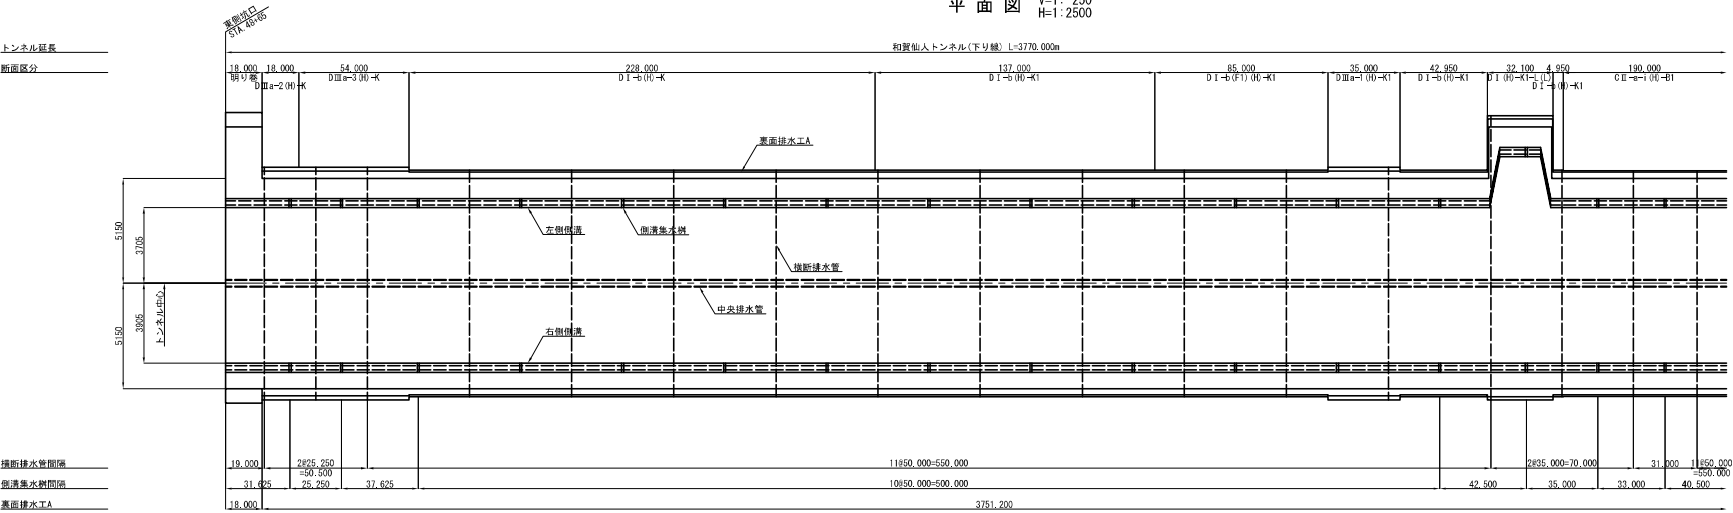 平 面 図 V=1: 250
H=1:2500
東側坑口
STA.48+65
トンネル延長
和賀仙人トンネル(下り線) L=3770.000m
断面区分
18.000 18.000 54.000 228.000 137.000 85.000 35.000 42.950 32.100 4.950 190.000
明り巻 DⅢa-2(H)-K DⅢa-3(H)-K DⅠ-b(H)-K DⅠ-b(H)-K1 DⅠ-b(F1)(H)-K1 DⅢa-1(H)-K1 DⅠ-b(H)-K1 DⅠ(H)-K1-L(L) DⅠ-b(H)-K1 CⅡ-a-i(H)-B1
裏面排水工A
5150
3705
左側側溝
側溝集水桝
横断排水管
中央排水管
トンネル中心
3905
5150
右側側溝
横断排水管間隔
19.000 2@25.250 =50.500 11@50.000=550.000 2@35.000=70.000 31.000 11@50.000 =550.000
側溝集水桝間隔
31.625 25.250 37.625 10@50.000=500.000 42.500 35.000 33.000 40.500
裏面排水工A
18.000 3751.200